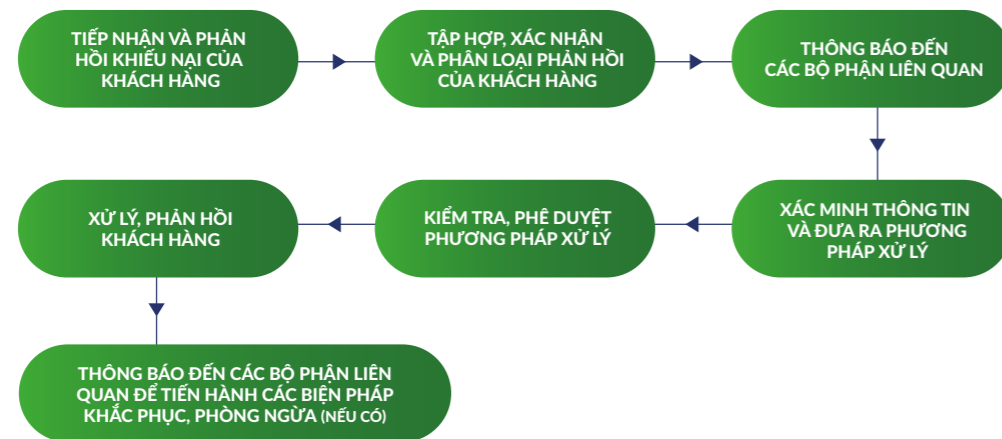 TIẾP NHẬN VÀ PHẢN
HỒI KHIẾU NẠI CỦA
KHÁCH HÀNG
TẬP HỢP, XÁC NHẬN
VÀ PHÂN LOẠI PHẢN HỒI
CỦA KHÁCH HÀNG
THÔNG BÁO ĐẾN
CÁC BỘ PHẬN LIÊN QUAN
XÁC MINH THÔNG TIN
VÀ ĐƯA RA PHƯƠNG
PHÁP XỬ LÝ
KIỂM TRA, PHÊ DUYỆT
PHƯƠNG PHÁP XỬ LÝ
XỬ LÝ, PHẢN HỒI
KHÁCH HÀNG
THÔNG BÁO ĐẾN CÁC BỘ PHẬN LIÊN
QUAN ĐỂ TIẾN HÀNH CÁC BIỆN PHÁP
KHẮC PHỤC, PHÒNG NGỪA (NẾU CÓ)